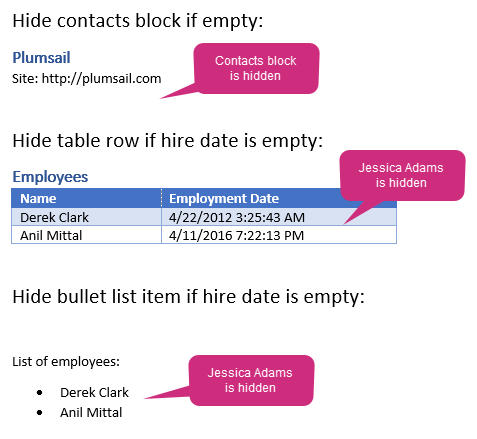 Hide contacts block if empty:
Plumsail
Site: http://plumsail.com
Contacts block
is hidden
Hide table row if hire date is empty:
Jessica Adams
is hidden
Employees
Name Employment Date
Derek Clark 4/22/2012 3:25:43 AM
Anil Mittal 4/11/2016 7:22:13 PM
Hide bullet list item if hire date is empty:
List of employees:
Jessica Adams
is hidden
• Derek Clark
• Anil Mittal